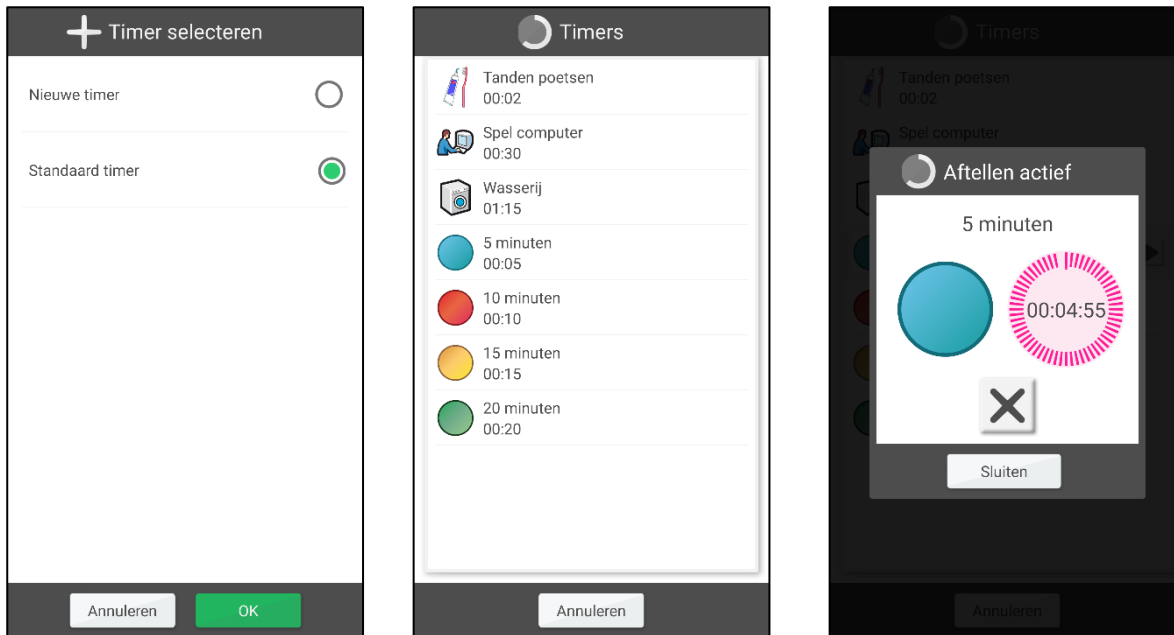 Timer selecteren
Nieuwe timer
Standaard timer
Annuleren
OK
Timers
Tanden poetsen
00:02
Spel computer
00:30
Wasserij
01:15
5 minuten
00:05
10 minuten
00:10
15 minuten
00:15
20 minuten
00:20
Annuleren
Timers
Tanden poetsen
00:02
Spel computer
Aftellen actief
5 minuten
00:04:55
Sluiten
Annuleren